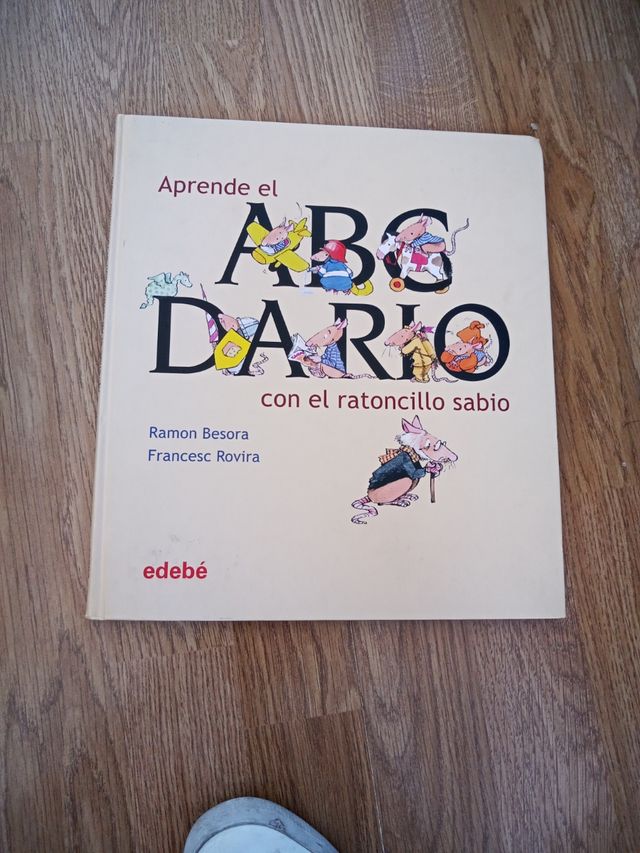 Aprende el
ABC
DARIO
con el ratoncillo sabio
Ramon Besora
Francesc Rovira
edebé